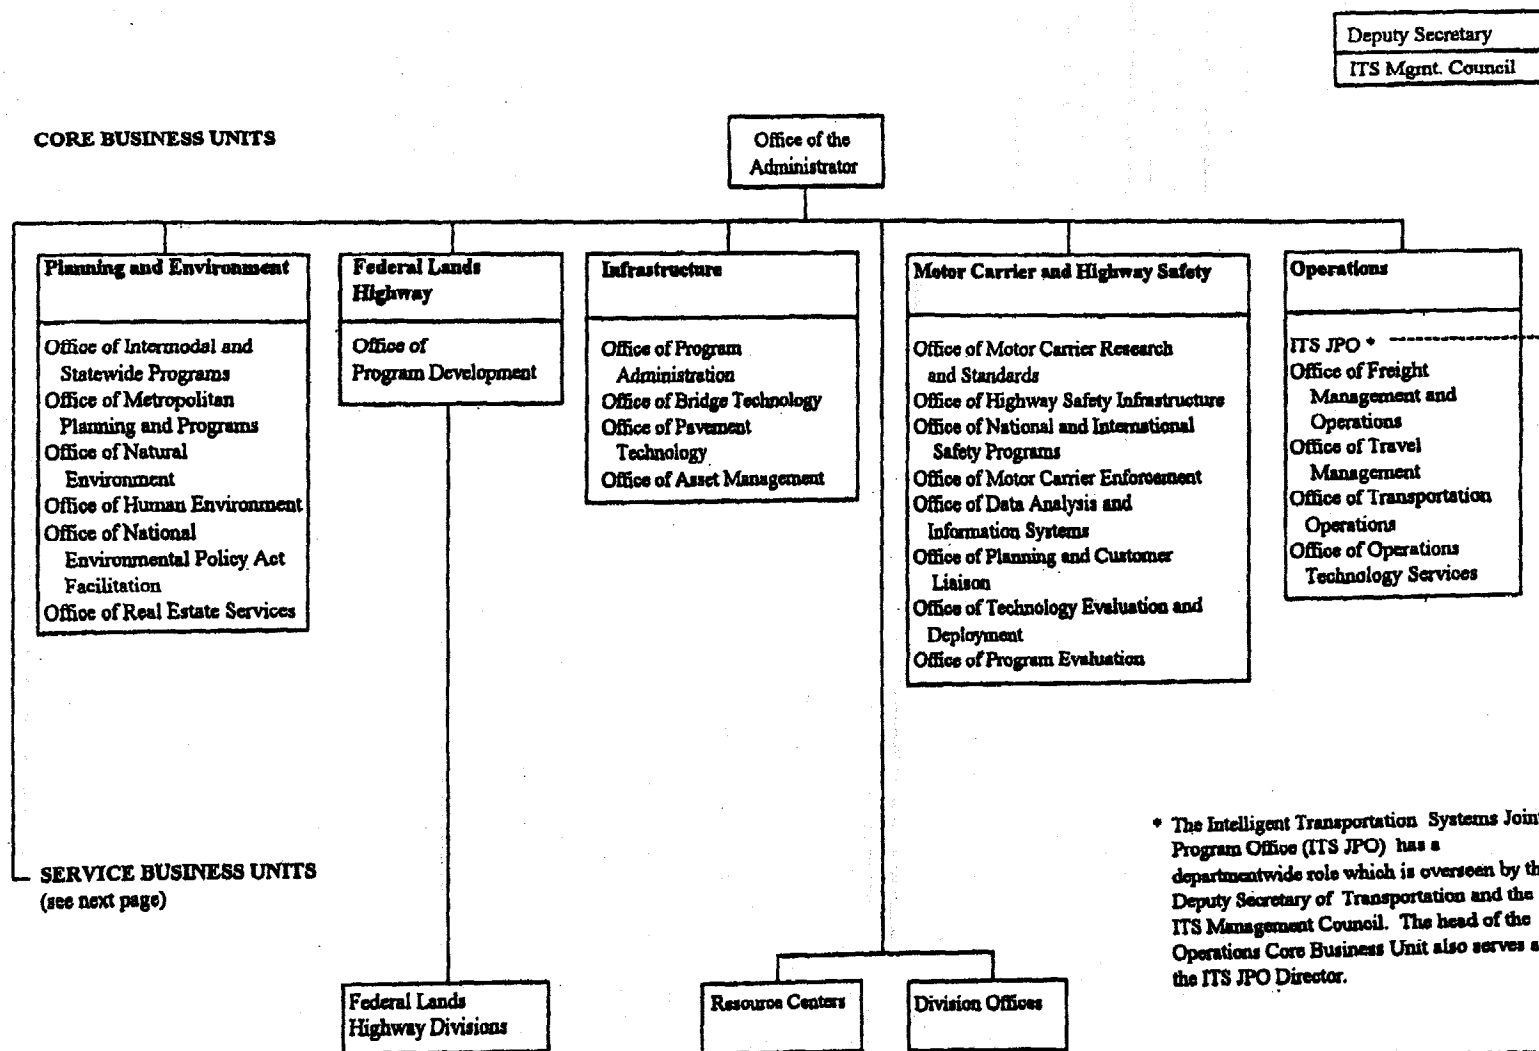 Deputy Secretary
ITS Mgmt. Council
CORE BUSINESS UNITS
Office of the
Administrator
Planning and Environment
Office of Intermodal and
Statewide Programs
Office of Metropolitan
Planning and Programs
Office of Natural
Environment
Office of Human Environment
Office of National
Environmental Policy Act
Facilitation
Office of Real Estate Services
Federal Lands
Highway
Office of
Program Development
Infrastructure
Office of Program
Administration
Office of Bridge Technology
Office of Pavement
Technology
Office of Asset Management
Motor Carrier and Highway Safety
Office of Motor Carrier Research
and Standards
Office of Highway Safety Infrastructure
Office of National and International
Safety Programs
Office of Motor Carrier Enforcement
Office of Data Analysis and
Information Systems
Office of Planning and Customer
Liaison
Office of Technology Evaluation and
Deployment
Office of Program Evaluation
Operations
ITS JPO *
Office of Freight
Management and
Operations
Office of Travel
Management
Office of Transportation
Operations
Office of Operations
Technology Services
* The Intelligent Transportation Systems Joint
Program Office (ITS JPO) has a
departmentwide role which is overseen by th
Deputy Secretary of Transportation and the
ITS Management Council. The head of the
Operations Core Business Unit also serves a
the ITS JPO Director.
SERVICE BUSINESS UNITS
(see next page)
Federal Lands
Highway Divisions
Resource Centers
Division Offices